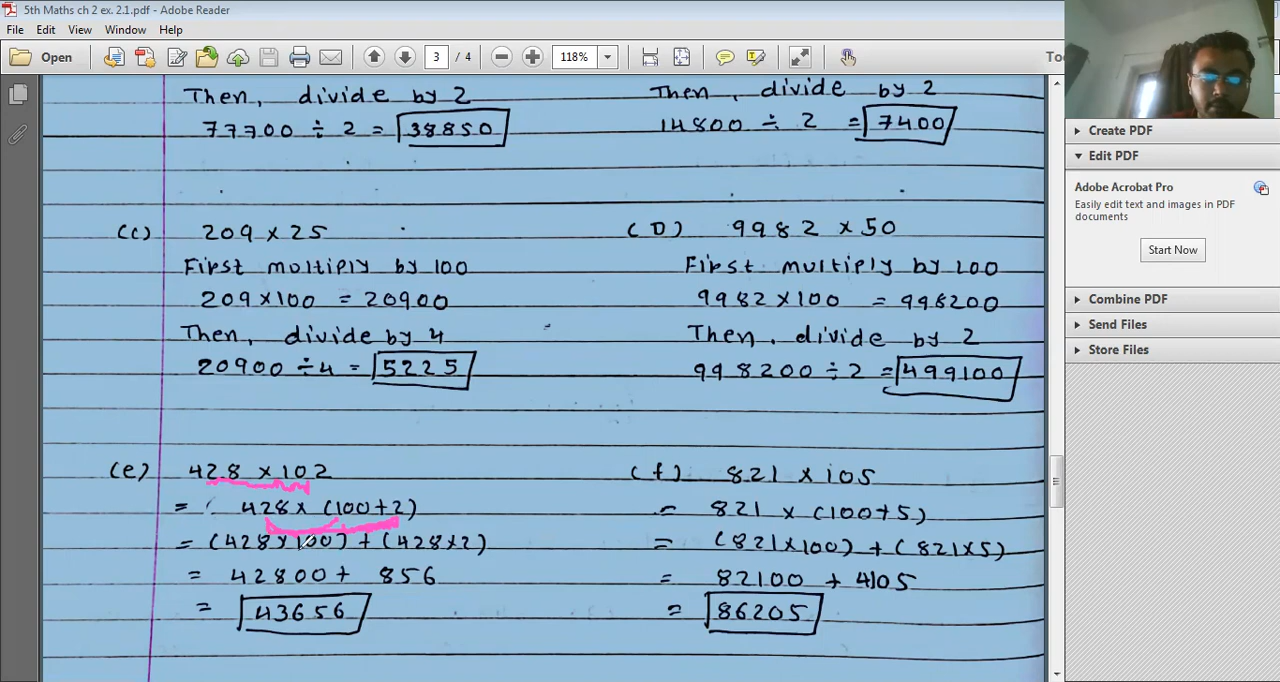 5th Maths ch 2 ex. 2.1.pdf - Adobe Reader
File Edit View Window Help
Open 3 / 4 118%
Create PDF
Edit PDF
Adobe Acrobat Pro
Easily edit text and images in PDF
documents
Start Now
Combine PDF
Send Files
Store Files
Then, divide by 2
77700 ÷ 2 = 38850
Then, divide by 2
14800 ÷ 2 = 7400
(C) 209 × 25
First multiply by 100
209×100 = 20900
Then, divide by 4
20900 ÷4 = 5225
(D) 9982 × 50
First multiply by 100
9982×100 = 998200
Then, divide by 2
998200 ÷ 2 = 499100
(e) 428 × 102
= 428× (100+2)
= (428×100) + (428×2)
= 42800 + 856
= 43656
(f) 821 × 105
= 821 × (100+5)
= (821×100) + (821×5)
= 82100 + 4105
= 86205